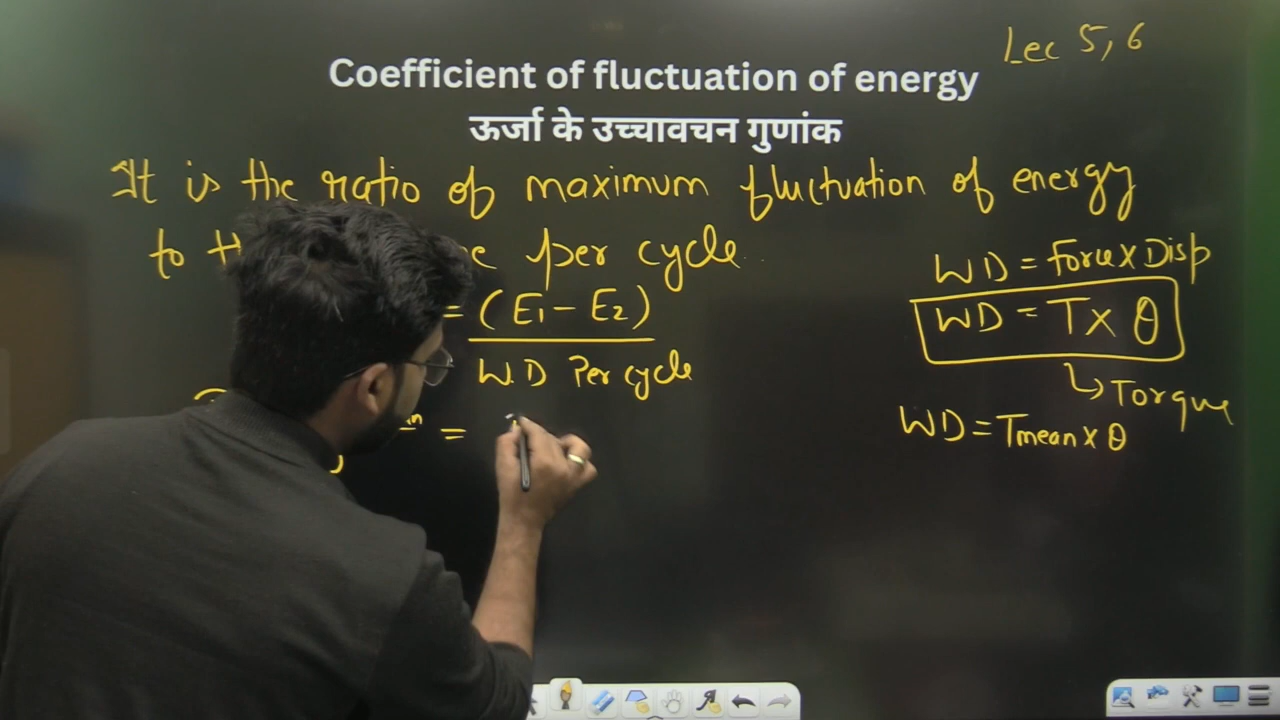 Lec 5, 6
Coefficient of fluctuation of energy
ऊर्जा के उच्चावचन गुणांक
It is the ratio of maximum fluctuation of energy
to per cycle
WD = Force x Disp
= (E1 - E2)
WD = T x θ
W.D Per cycle
Torque
=
WD = Tmean x θ